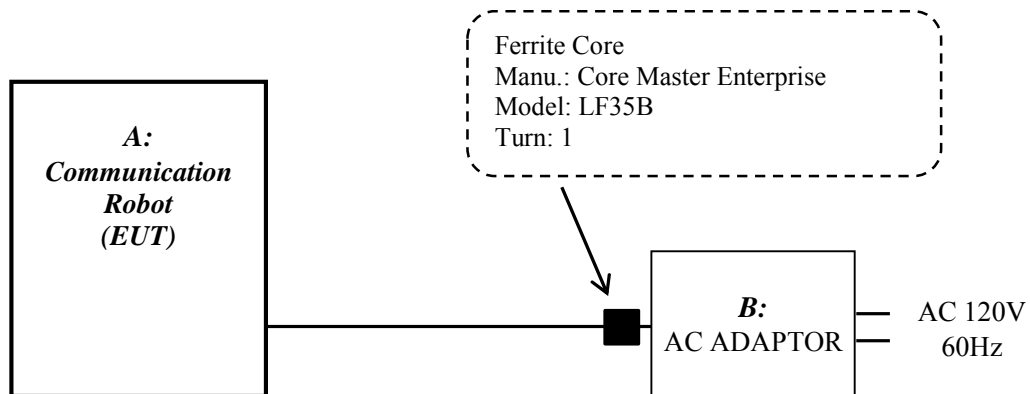 Ferrite Core
Manu.: Core Master Enterprise
Model: LF35B
Turn: 1
A:
Communication
Robot
(EUT)
B:
AC ADAPTOR
AC 120V
60Hz